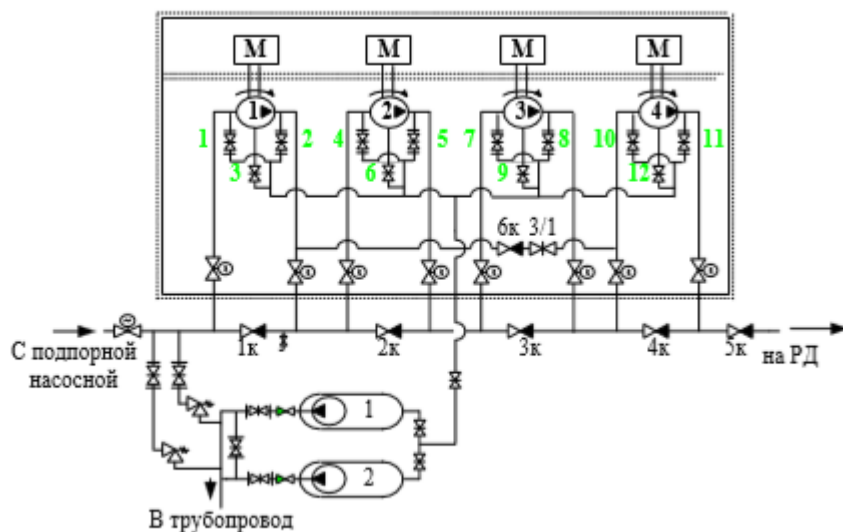 M M M M
1 2 3 4
1 2 4 5 7 8 10 11
3 6 9 12
6к 3/1
1к 2к 3к 4к 5к
С подпорной
насосной
на РД
1
2
В трубопровод